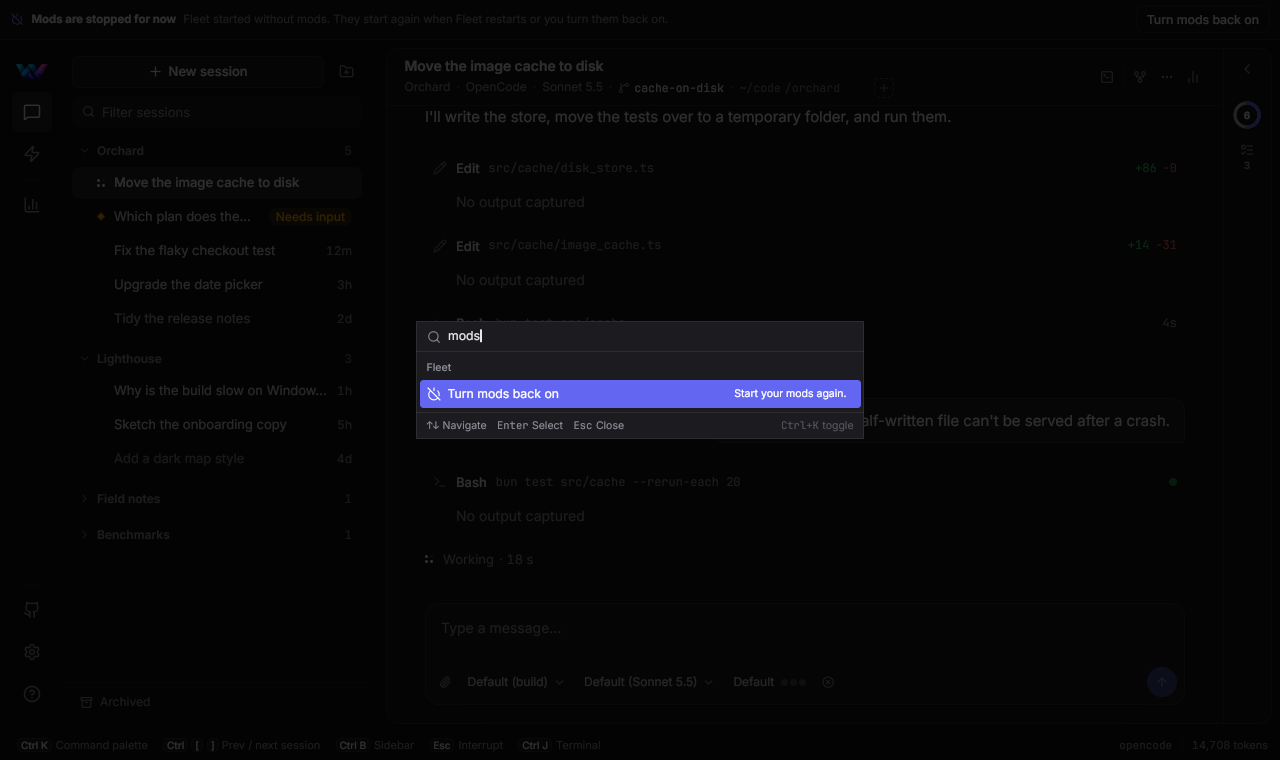 Mods are stopped for now Fleet started without mods. They start again when Fleet restarts or you turn them back on.
Turn mods back on
New session
Filter sessions
Orchard 5
Move the image cache to disk
Which plan does the... Needs input
Fix the flaky checkout test 12m
Upgrade the date picker 3h
Tidy the release notes 2d
Lighthouse 3
Why is the build slow on Window... 1h
Sketch the onboarding copy 5h
Add a dark map style 4d
Field notes 1
Benchmarks 1
Archived
Move the image cache to disk
Orchard · OpenCode · Sonnet 5.5 · cache-on-disk · ~/code/orchard
I'll write the store, move the tests over to a temporary folder, and run them.
Edit src/cache/disk_store.ts +86 -0
No output captured
Edit src/cache/image_cache.ts +14 -31
No output captured
4s
mods
Fleet
Turn mods back on Start your mods again.
Navigate Enter Select Esc Close Ctrl+K toggle
alf-written file can't be served after a crash.
Bash bun test src/cache --rerun-each 20
No output captured
Working · 18 s
Type a message...
Default (build) Default (Sonnet 5.5) Default
6
3
Ctrl K Command palette Ctrl [ ] Prev / next session Ctrl B Sidebar Esc Interrupt Ctrl J Terminal
opencode 14,708 tokens